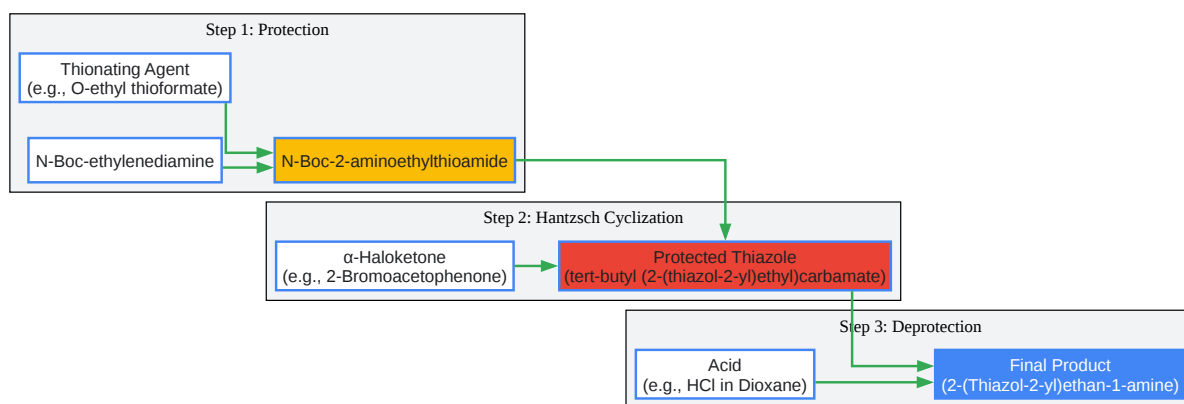 Step 1: Protection
Thionating Agent
(e.g., O-ethyl thioformate)
N-Boc-ethylenediamine
N-Boc-2-aminoethylthioamide
Step 2: Hantzsch Cyclization
α-Haloketone
(e.g., 2-Bromoacetophenone)
Protected Thiazole
(tert-butyl (2-(thiazol-2-yl)ethyl)carbamate)
Step 3: Deprotection
Acid
(e.g., HCl in Dioxane)
Final Product
(2-(Thiazol-2-yl)ethan-1-amine)